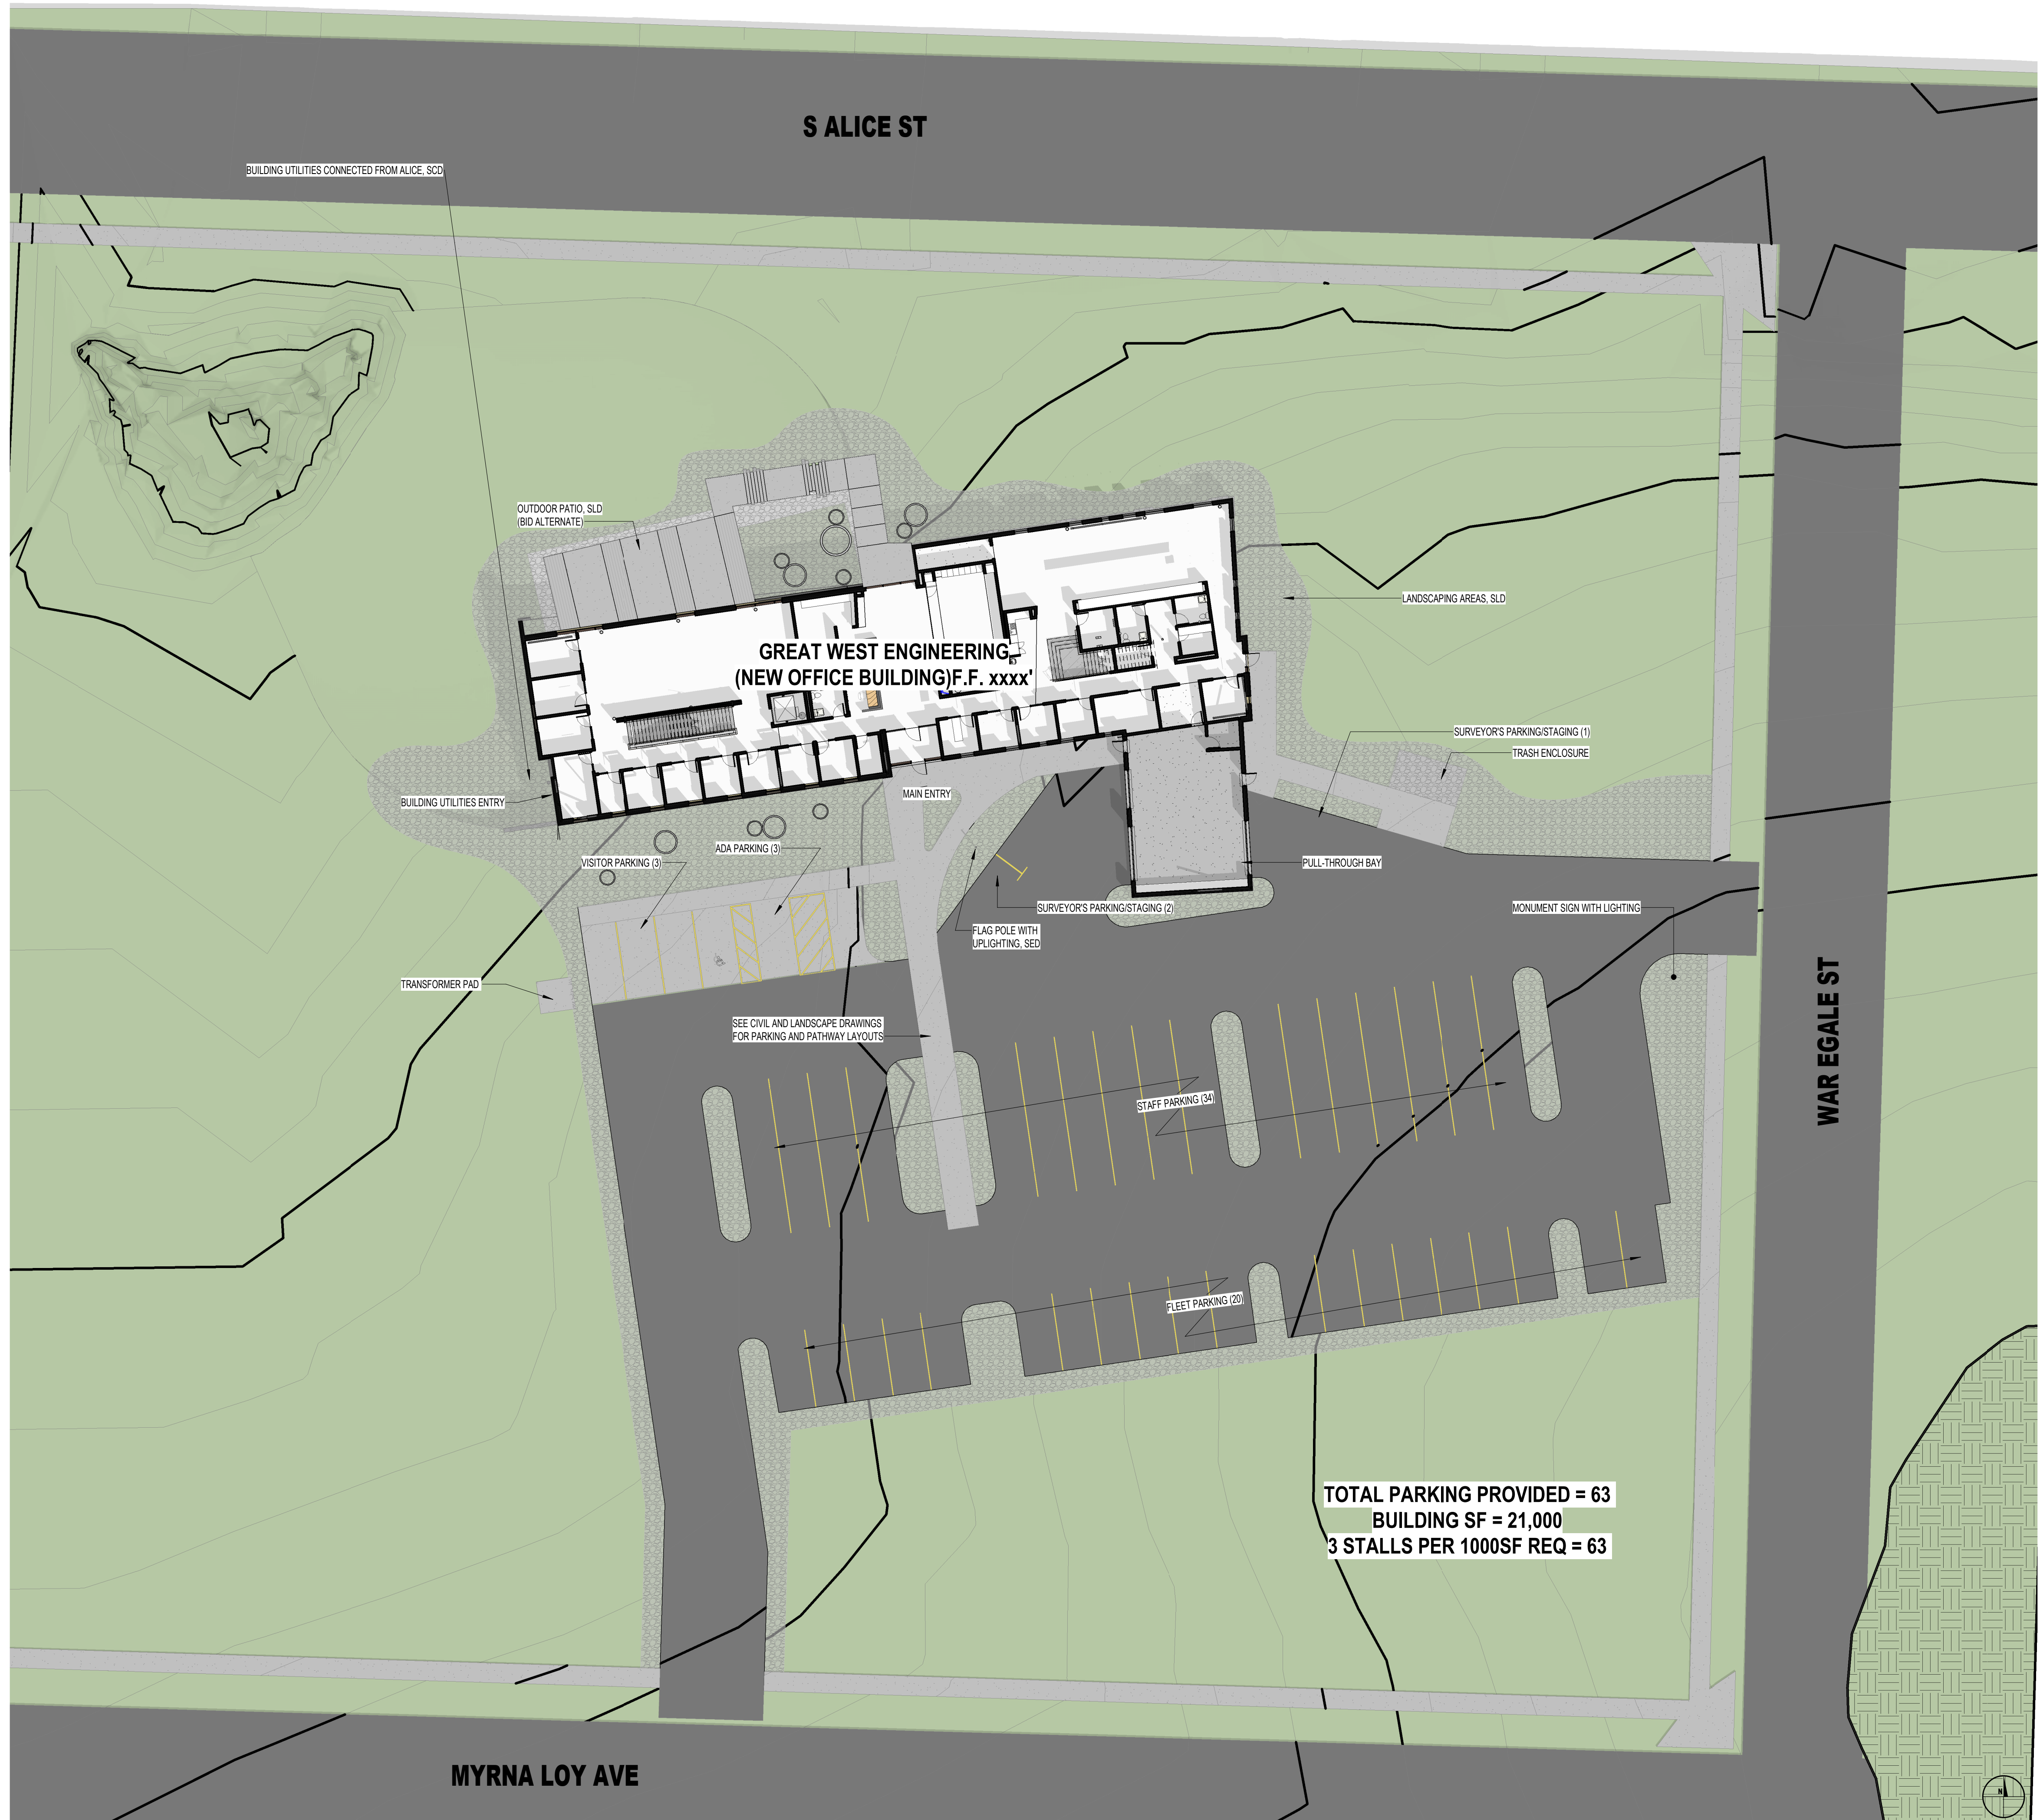 S ALICE ST
BUILDING UTILITIES CONNECTED FROM ALICE, SCD
OUTDOOR PATIO, SLD
(BID ALTERNATE)
LANDSCAPING AREAS, SLD
GREAT WEST ENGINEERING
(NEW OFFICE BUILDING)F.F. xxxx'
SURVEYOR'S PARKING/STAGING (1)
TRASH ENCLOSURE
BUILDING UTILITIES ENTRY
MAIN ENTRY
ADA PARKING (3)
VISITOR PARKING (3)
PULL-THROUGH BAY
SURVEYOR'S PARKING/STAGING (2)
MONUMENT SIGN WITH LIGHTING
FLAG POLE WITH
UPLIGHTING, SED
TRANSFORMER PAD
SEE CIVIL AND LANDSCAPE DRAWINGS
FOR PARKING AND PATHWAY LAYOUTS
WAR EGALE ST
STAFF PARKING (34)
FLEET PARKING (20)
TOTAL PARKING PROVIDED = 63
BUILDING SF = 21,000
3 STALLS PER 1000SF REQ = 63
MYRNA LOY AVE
N